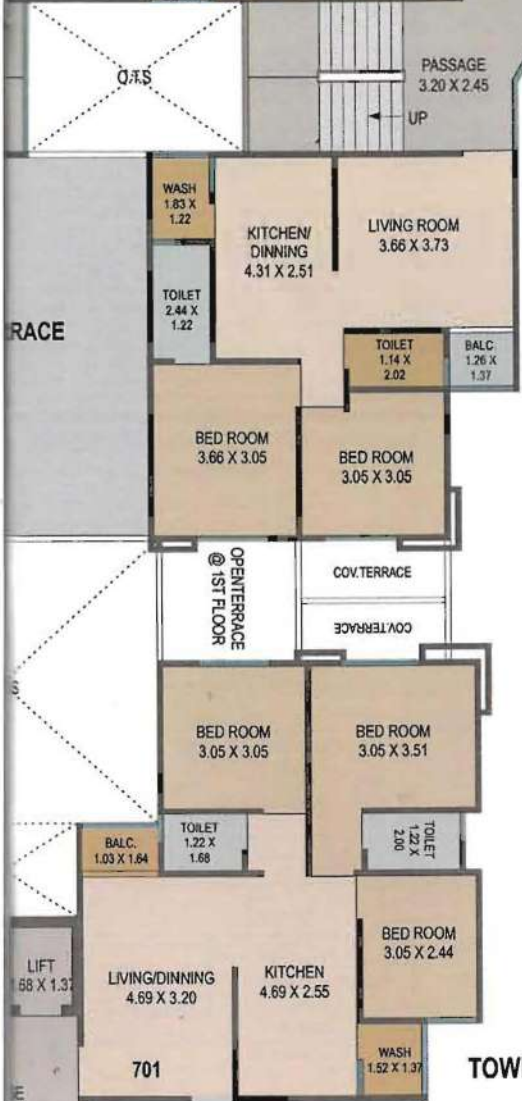 O.T.S
PASSAGE
3.20 X 2.45
UP
WASH
1.83 X
1.22
KITCHEN/
DINNING
4.31 X 2.51
LIVING ROOM
3.66 X 3.73
TOILET
2.44 X
1.22
RACE
TOILET
1.14 X
2.02
BALC.
1.26 X
1.37
BED ROOM
3.66 X 3.05
BED ROOM
3.05 X 3.05
OPENTERRACE
@ 1ST FLOOR
COV.TERRACE
COV.TERRACE
S
BED ROOM
3.05 X 3.05
BED ROOM
3.05 X 3.51
BALC.
1.03 X 1.64
TOILET
1.22 X
1.68
TOILET
1.22 X
2.00
BED ROOM
3.05 X 2.44
LIFT
1.68 X 1.37
LIVING/DINNING
4.69 X 3.20
KITCHEN
4.69 X 2.55
701
WASH
1.52 X 1.37
TOW
E